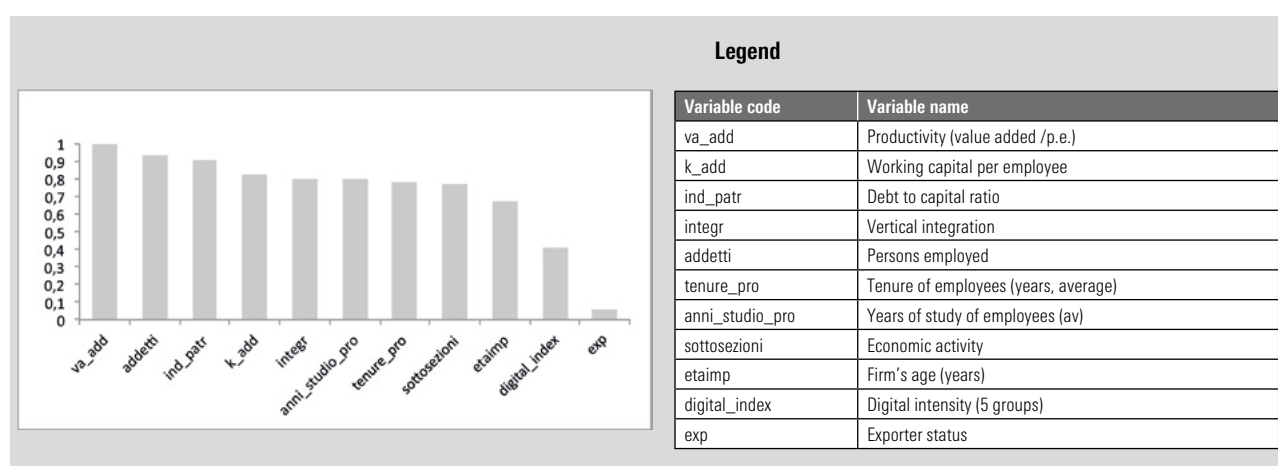 Legend
1
0,9
0,8
0,7
0,6
0,5
0,4
0,3
0,2
0,1
0
va_add addetti ind_patr k_add integr anni_studio_pro tenure_pro sottosezioni etaimp digital_index exp
Variable code Variable name
va_add Productivity (value added /p.e.)
k_add Working capital per employee
ind_patr Debt to capital ratio
integr Vertical integration
addetti Persons employed
tenure_pro Tenure of employees (years, average)
anni_studio_pro Years of study of employees (av)
sottosezioni Economic activity
etaimp Firm's age (years)
digital_index Digital intensity (5 groups)
exp Exporter status